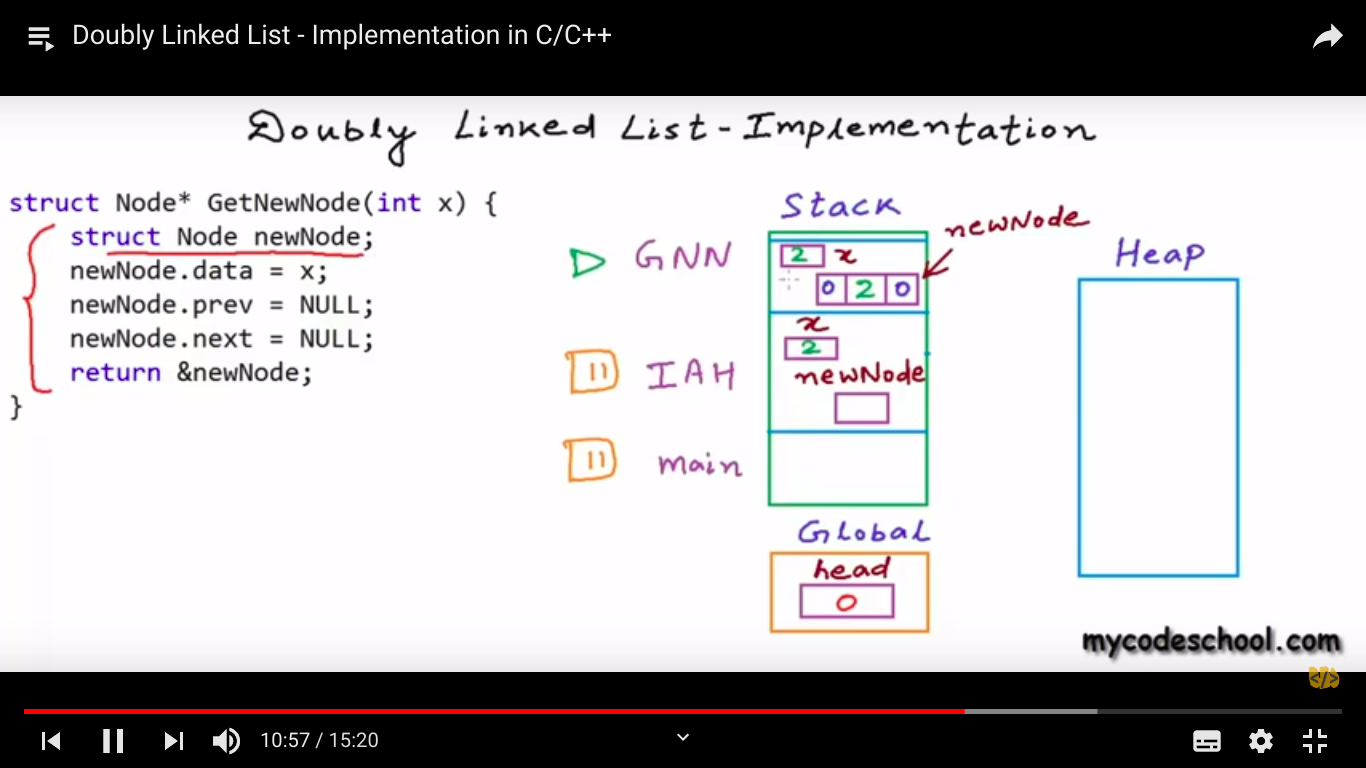 Doubly Linked List - Implementation in C/C++
Doubly Linked List - Implementation
struct Node* GetNewNode(int x) {
struct Node newNode;
newNode.data = x;
newNode.prev = NULL;
newNode.next = NULL;
return &newNode;
}
Stack
newNode
GNN
2 x
0 2 0
x
2
IAH
newNode
main
Global
head
0
Heap
mycodeschool.com
</>
10:57 / 15:20